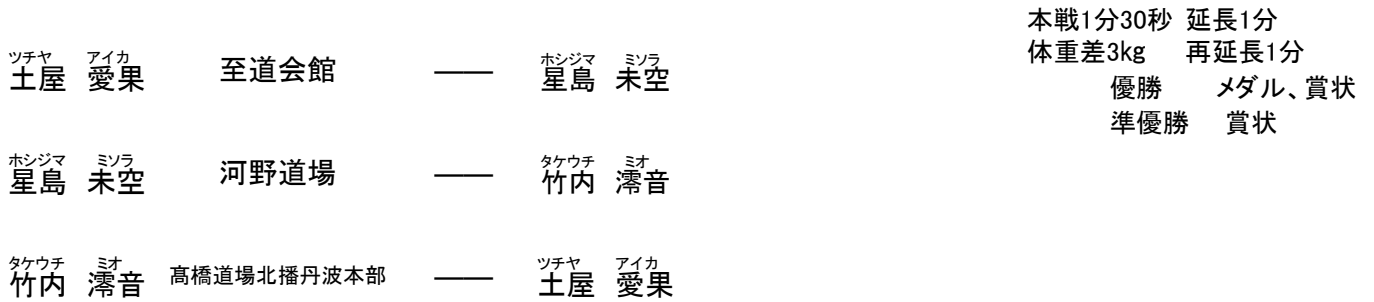 本戦1分30秒 延長1分
体重差3kg 再延長1分
優勝 メダル、賞状
準優勝 賞状
ツチヤ アイカ ホシジマ ミソラ
土屋 愛果 至道会館 ―― 星島 未空
ホシジマ ミソラ タケウチ ミオ
星島 未空 河野道場 ―― 竹内 澪音
タケウチ ミオ ツチヤ アイカ
竹内 澪音 髙橋道場北播丹波本部 ―― 土屋 愛果